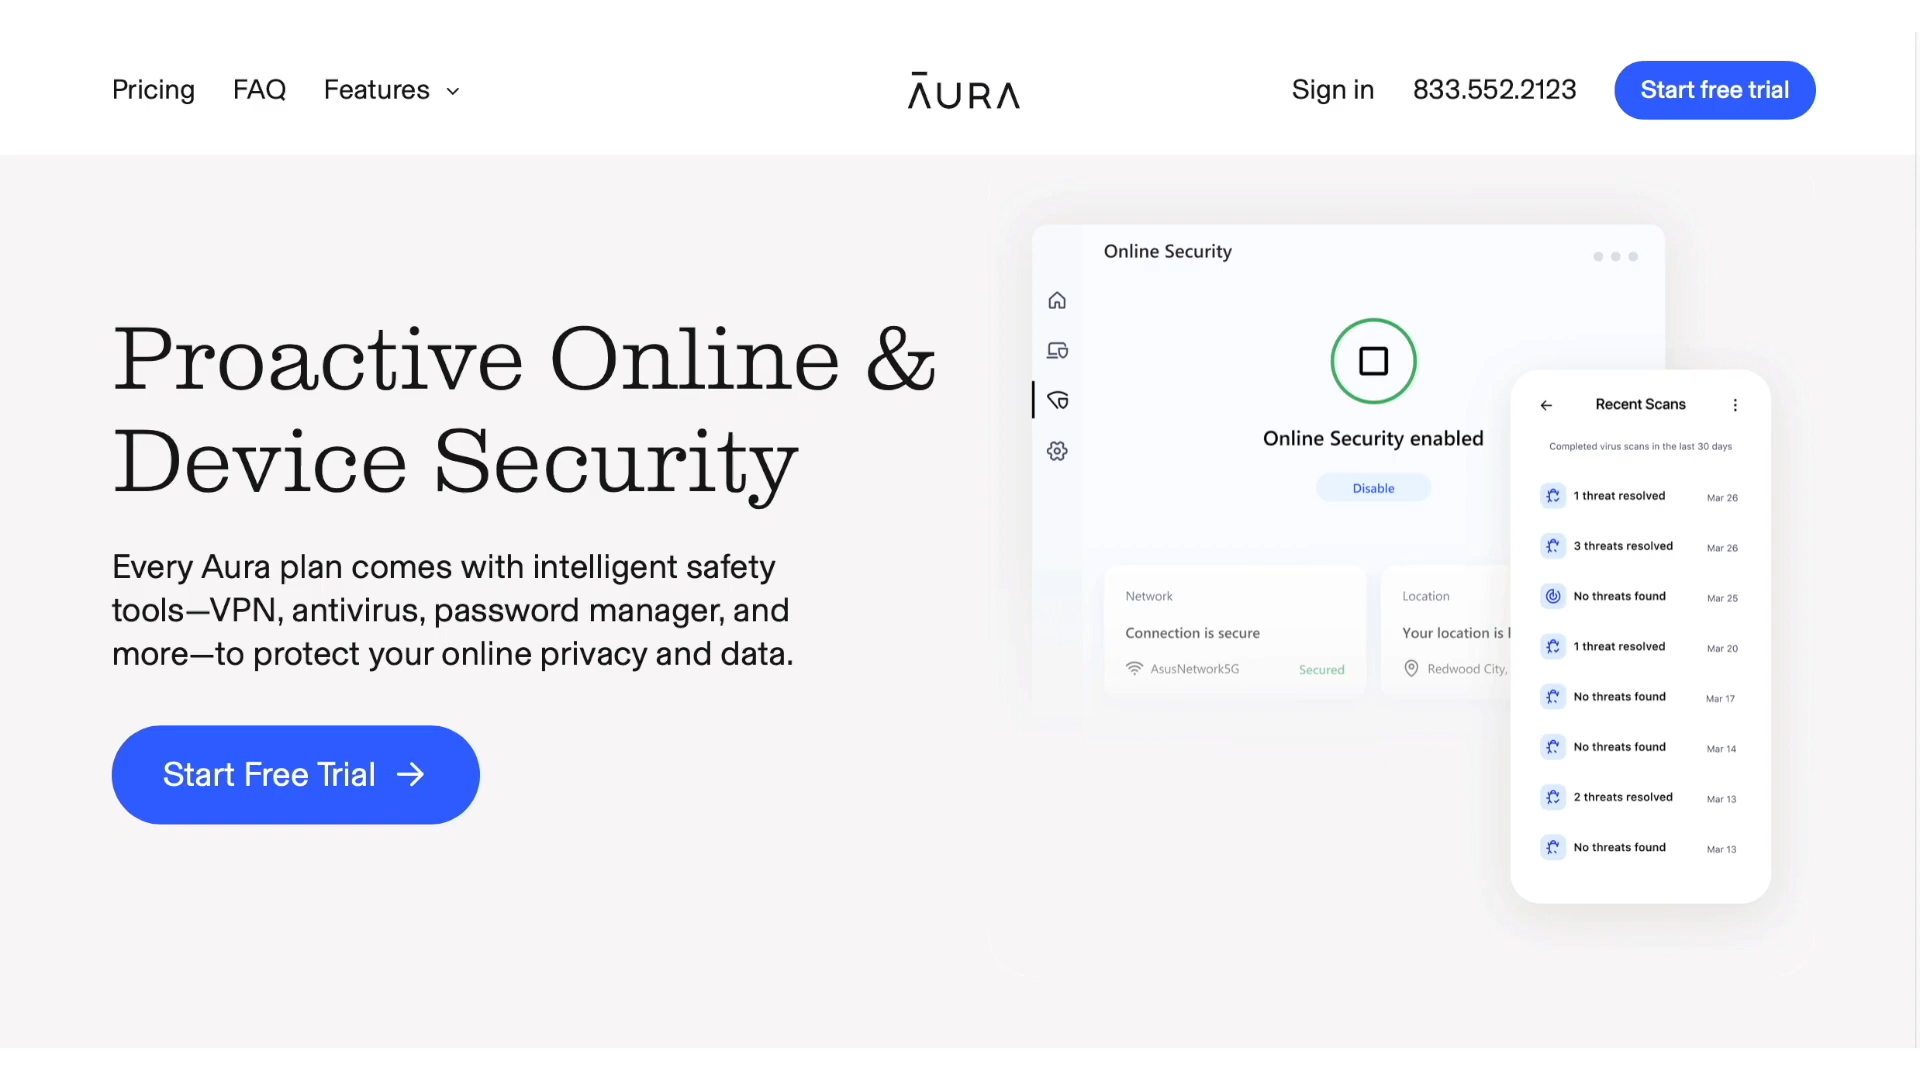 Pricing FAQ Features
ĀURA
Sign in 833.552.2123 Start free trial
Proactive Online &
Device Security
Every Aura plan comes with intelligent safety
tools—VPN, antivirus, password manager, and
more—to protect your online privacy and data.
Start Free Trial
Online Security
Online Security enabled
Disable
Network
Connection is secure
AsusNetwork5G Secured
Location
Your location is
Redwood City,
Recent Scans
Completed virus scans in the last 30 days
1 threat resolved Mar 26
3 threats resolved Mar 26
No threats found Mar 25
1 threat resolved Mar 20
No threats found Mar 17
No threats found Mar 14
2 threats resolved Mar 13
No threats found Mar 13